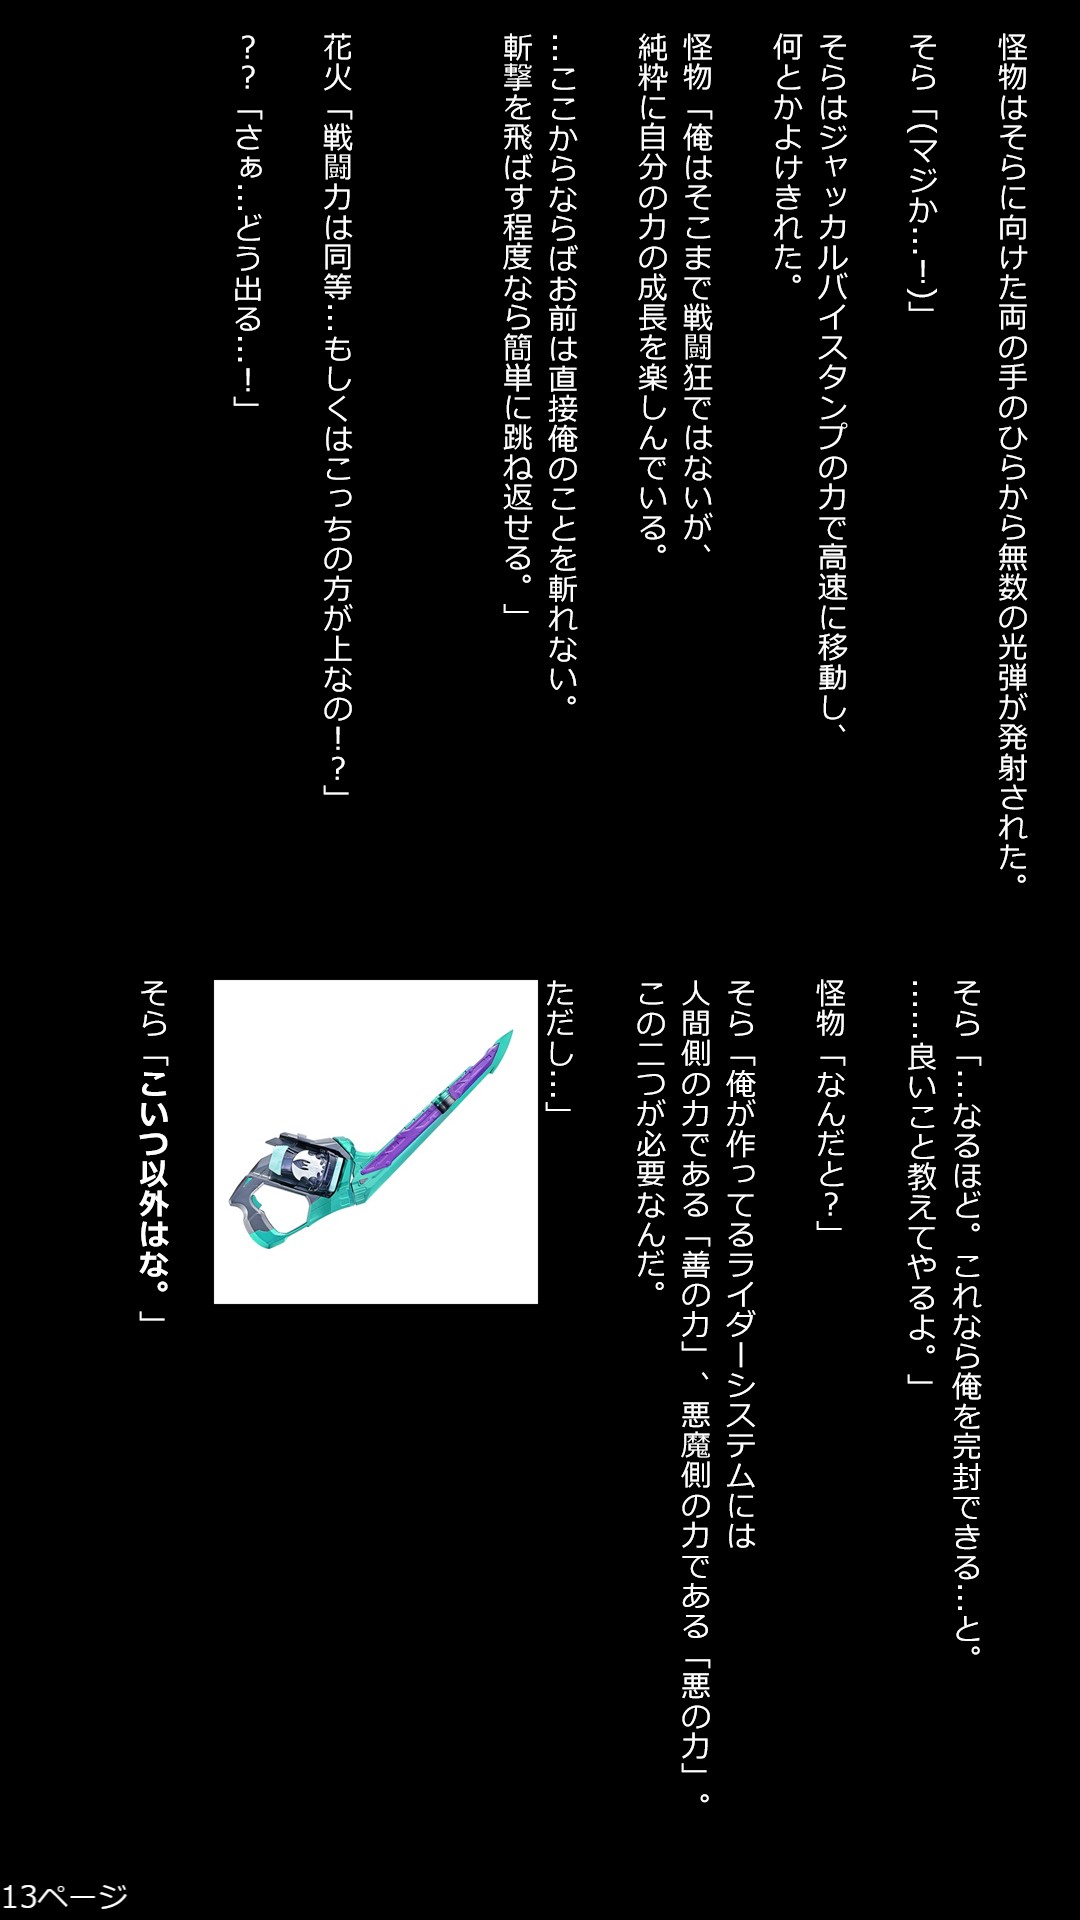 怪物はそらに向けた両の手のひらから無数の光弾が発射された。
そら「(マジか…！)」
そらはジャッカルバイスタンプの力で高速に移動し、
何とかよけきれた。
怪物「俺はそこまで戦闘狂ではないが、
純粋に自分の力の成長を楽しんでいる。
…ここからならばお前は直接俺のことを斬れない。
斬撃を飛ばす程度なら簡単に跳ね返せる。」
花火「戦闘力は同等…もしくはこっちの方が上なの！？」
？？「さぁ…どう出る…！」
そら「…なるほど。これなら俺を完封できる…と。
……良いこと教えてやるよ。」
怪物「なんだと？」
そら「俺が作ってるライダーシステムには
人間側の力である「善の力」、悪魔側の力である「悪の力」。
この二つが必要なんだ。
ただし…」
そら「こいつ以外はな。」
13ページ